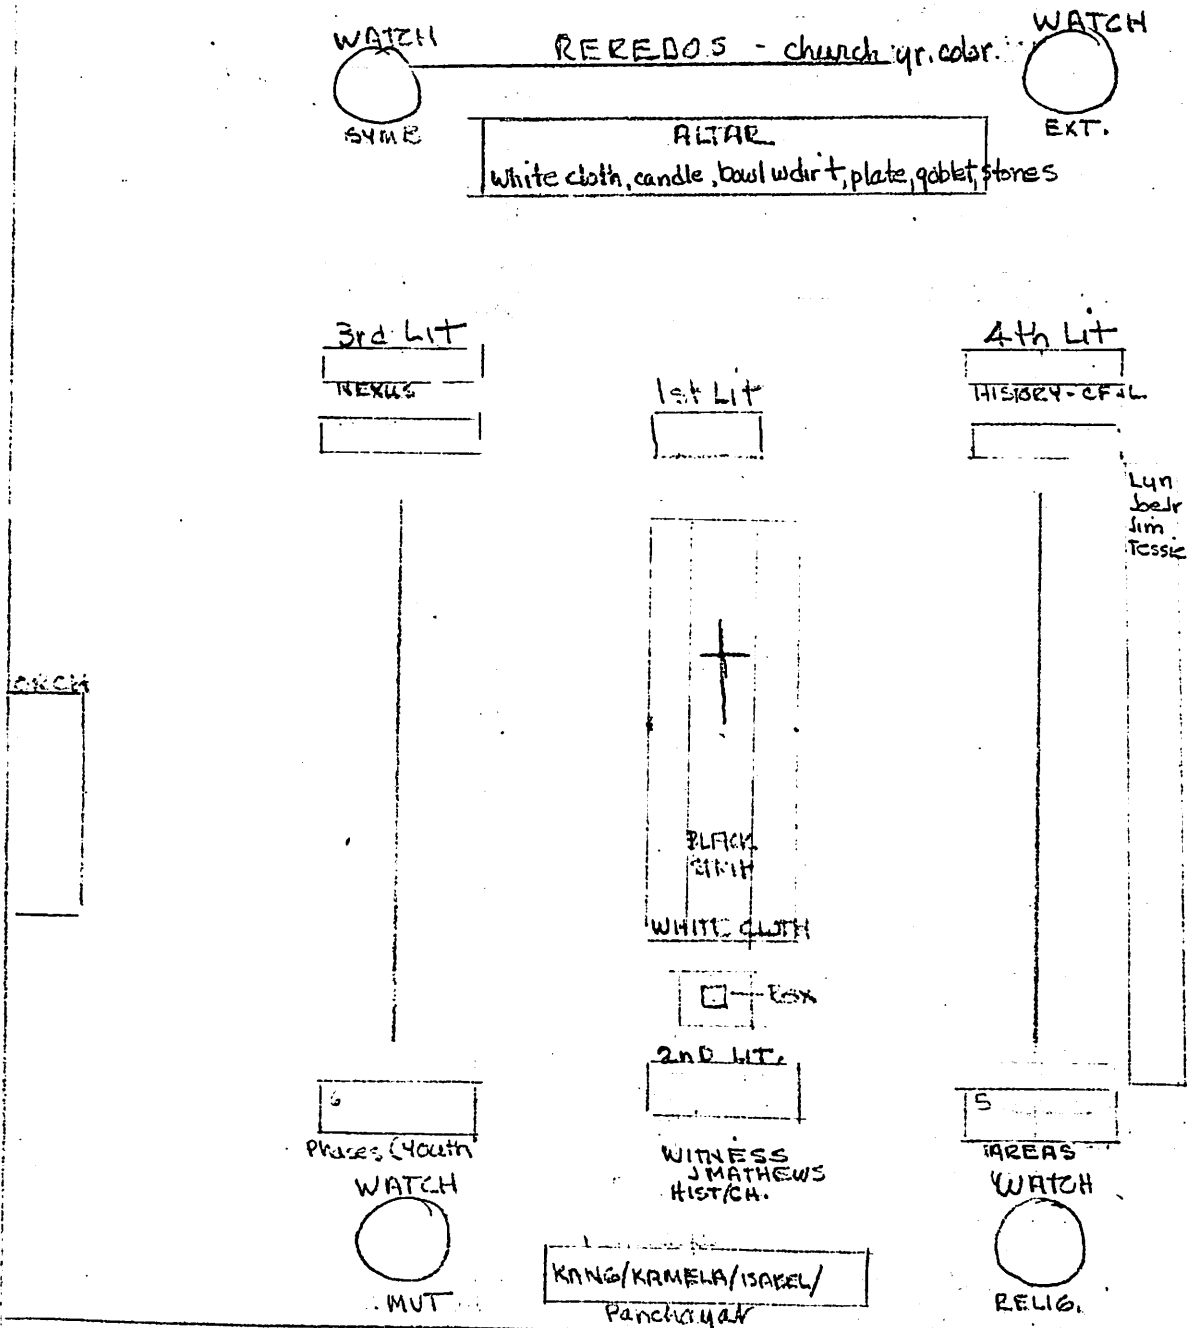 WATCH
REREDOS - church yr. color.
WATCH
SYMB
EXT.
ALTAR
white cloth, candle, bowl w dirt, plate, goblet, stones
3rd Lit
4th Lit
NEXUS
1st Lit
HISTORY - CF
Lyn
Jim
Tessie
BLACK
WHITE CLOTH
Box
2nD LIT.
6
5
Phases (Youth
WITNESS
AREAS
J MATHEWS
HIST/CH.
WATCH
WATCH
KANG/KAMELA/ISABEL/
Panchayat
MUT
RELIG.